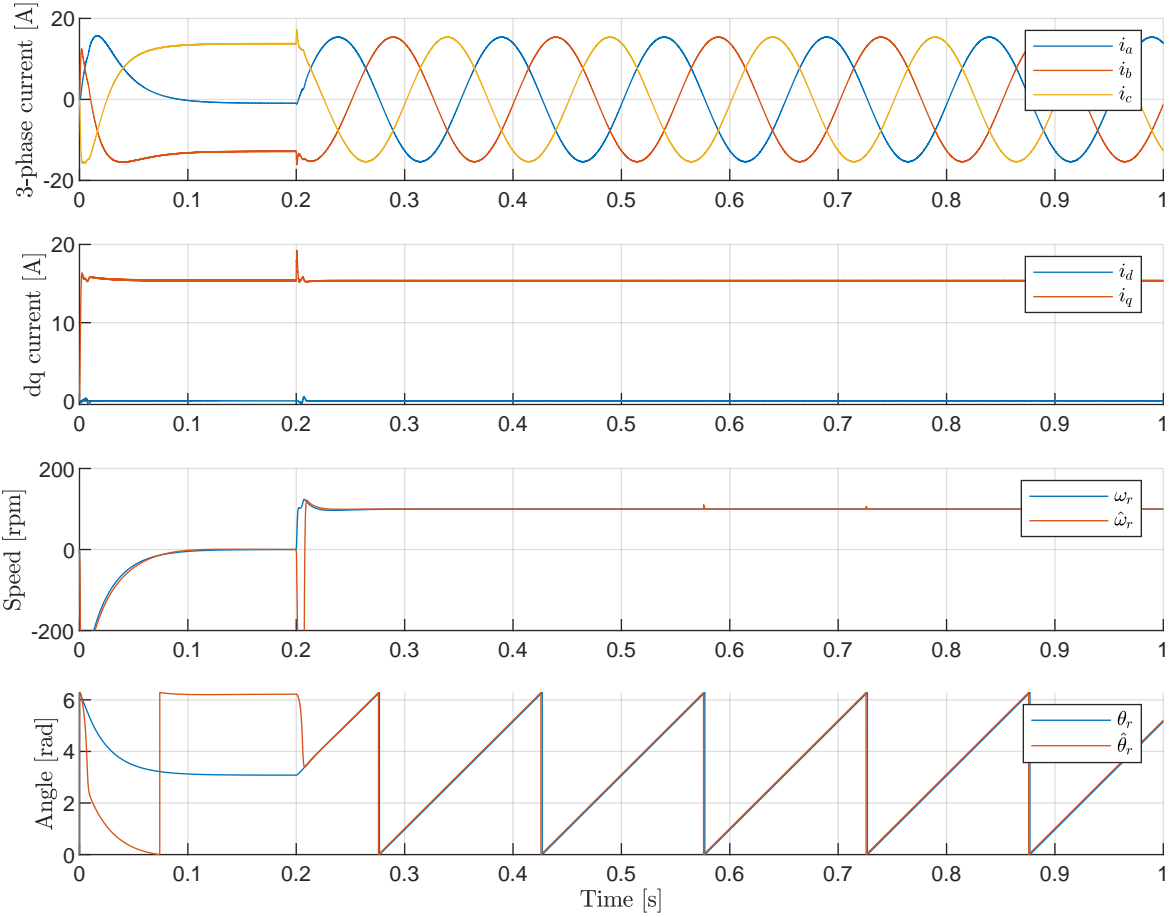 3-phase current [A]
20
0
-20
i_a
i_b
i_c
0 0.1 0.2 0.3 0.4 0.5 0.6 0.7 0.8 0.9 1
dq current [A]
20
10
0
i_d
i_q
0 0.1 0.2 0.3 0.4 0.5 0.6 0.7 0.8 0.9 1
Speed [rpm]
200
0
-200
ω_r
ω̂_r
0 0.1 0.2 0.3 0.4 0.5 0.6 0.7 0.8 0.9 1
Angle [rad]
6
4
2
0
θ_r
θ̂_r
0 0.1 0.2 0.3 0.4 0.5 0.6 0.7 0.8 0.9 1
Time [s]